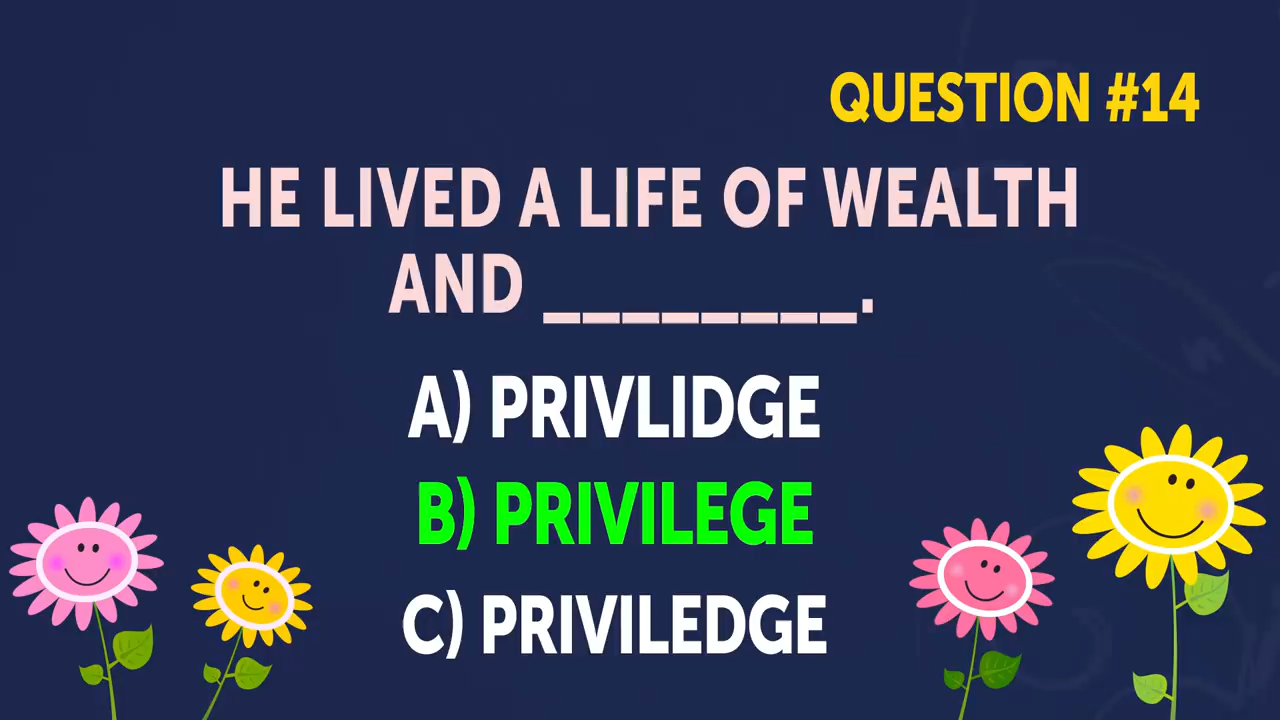 QUESTION #14
HE LIVED A LIFE OF WEALTH
AND ________.
A) PRIVLIDGE
B) PRIVILEGE
C) PRIVILEDGE